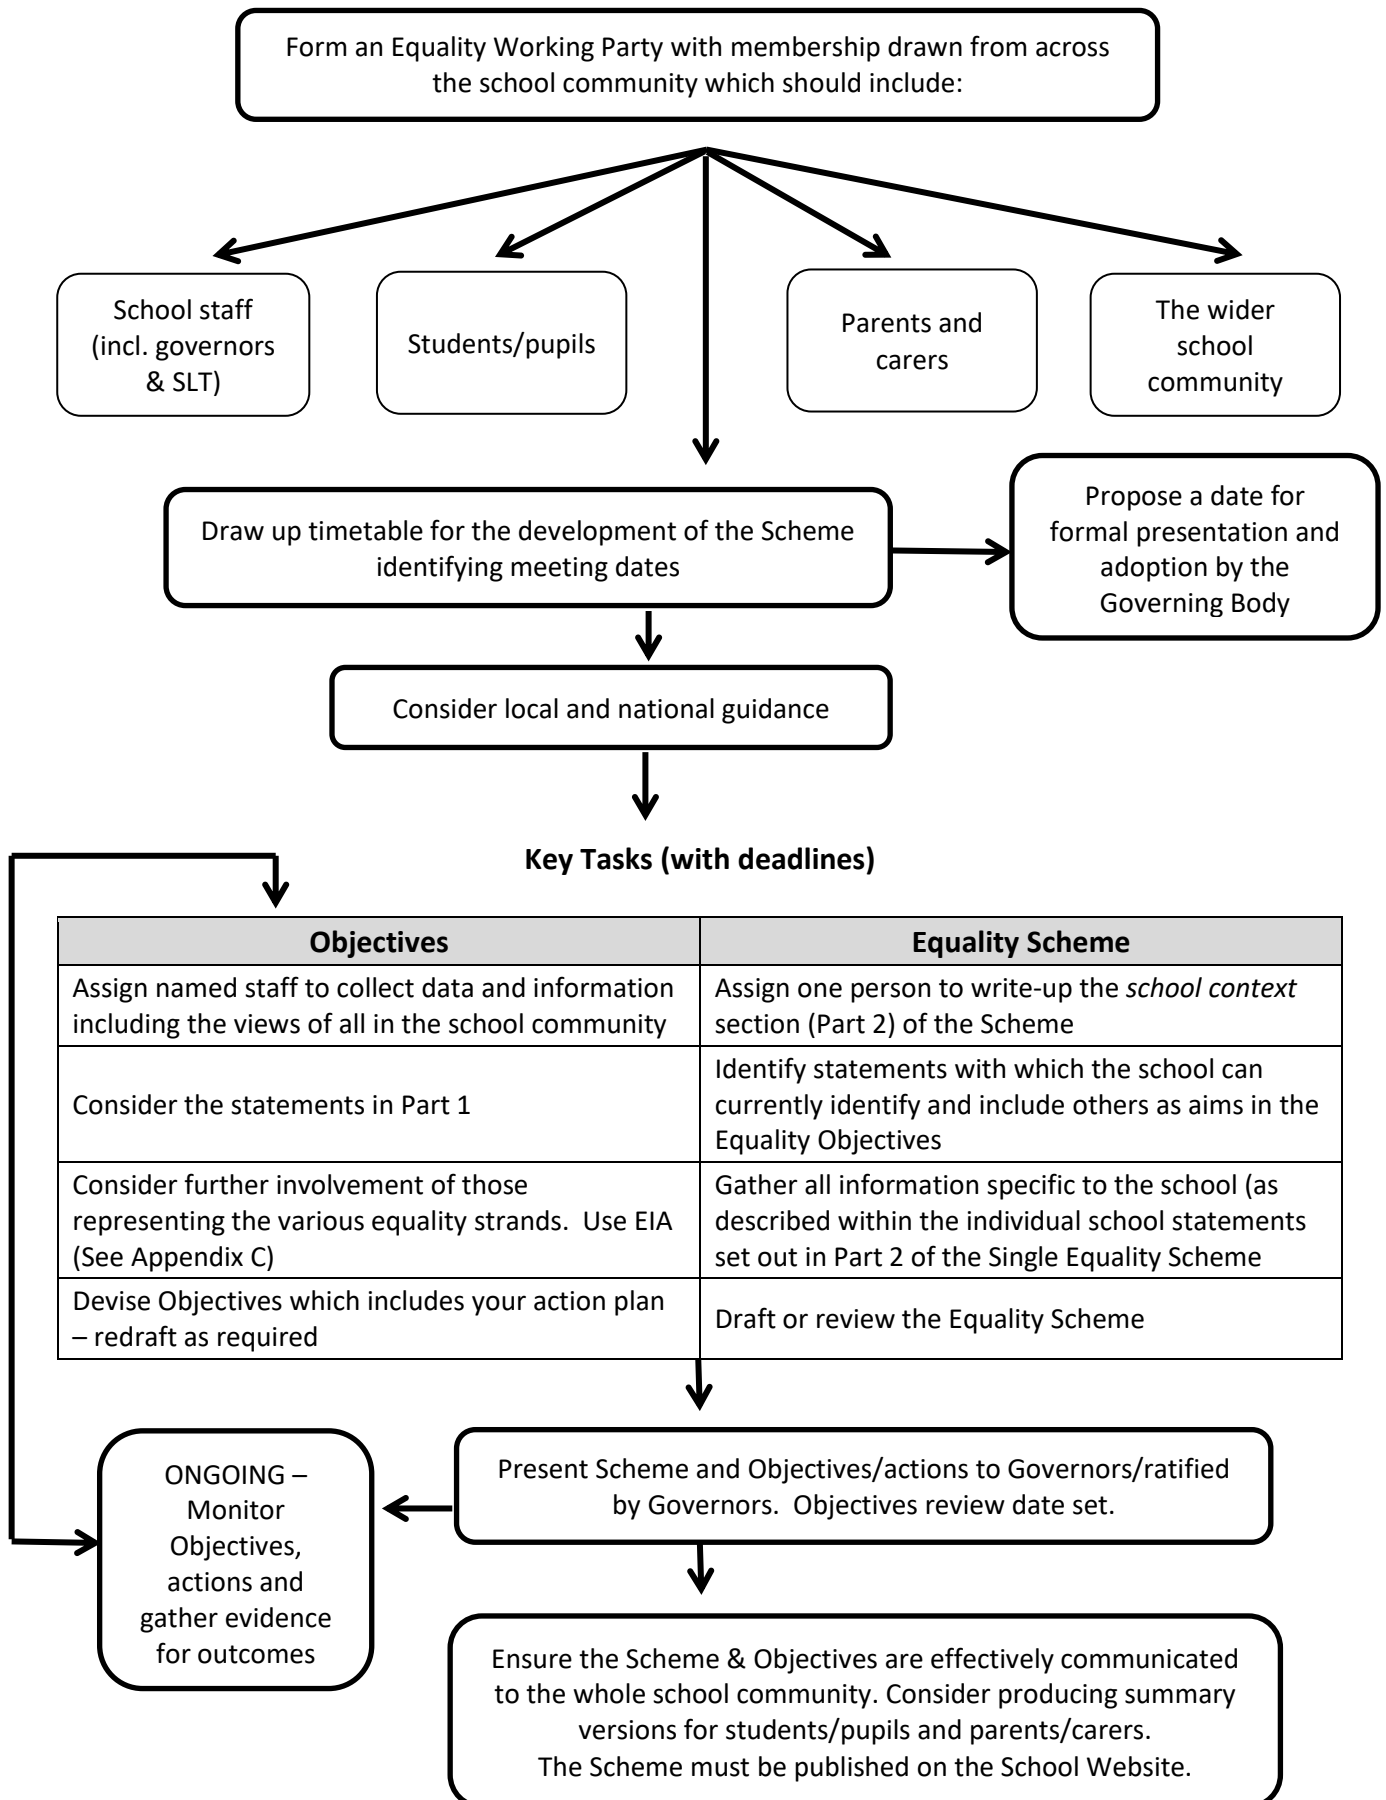 Form an Equality Working Party with membership drawn from across
the school community which should include:
School staff
(incl. governors
& SLT)
Students/pupils
Parents and
carers
The wider
school
community
Draw up timetable for the development of the Scheme
identifying meeting dates
Propose a date for
formal presentation and
adoption by the
Governing Body
Consider local and national guidance
Key Tasks (with deadlines)
Objectives
Equality Scheme
Assign named staff to collect data and information
including the views of all in the school community
Assign one person to write-up the school context
section (Part 2) of the Scheme
Consider the statements in Part 1
Identify statements with which the school can
currently identify and include others as aims in the
Equality Objectives
Consider further involvement of those
representing the various equality strands.  Use EIA
(See Appendix C)
Gather all information specific to the school (as
described within the individual school statements
set out in Part 2 of the Single Equality Scheme
Devise Objectives which includes your action plan
– redraft as required
Draft or review the Equality Scheme
ONGOING –
Monitor
Objectives,
actions and
gather evidence
for outcomes
Present Scheme and Objectives/actions to Governors/ratified
by Governors.  Objectives review date set.
Ensure the Scheme & Objectives are effectively communicated
to the whole school community. Consider producing summary
versions for students/pupils and parents/carers.
The Scheme must be published on the School Website.